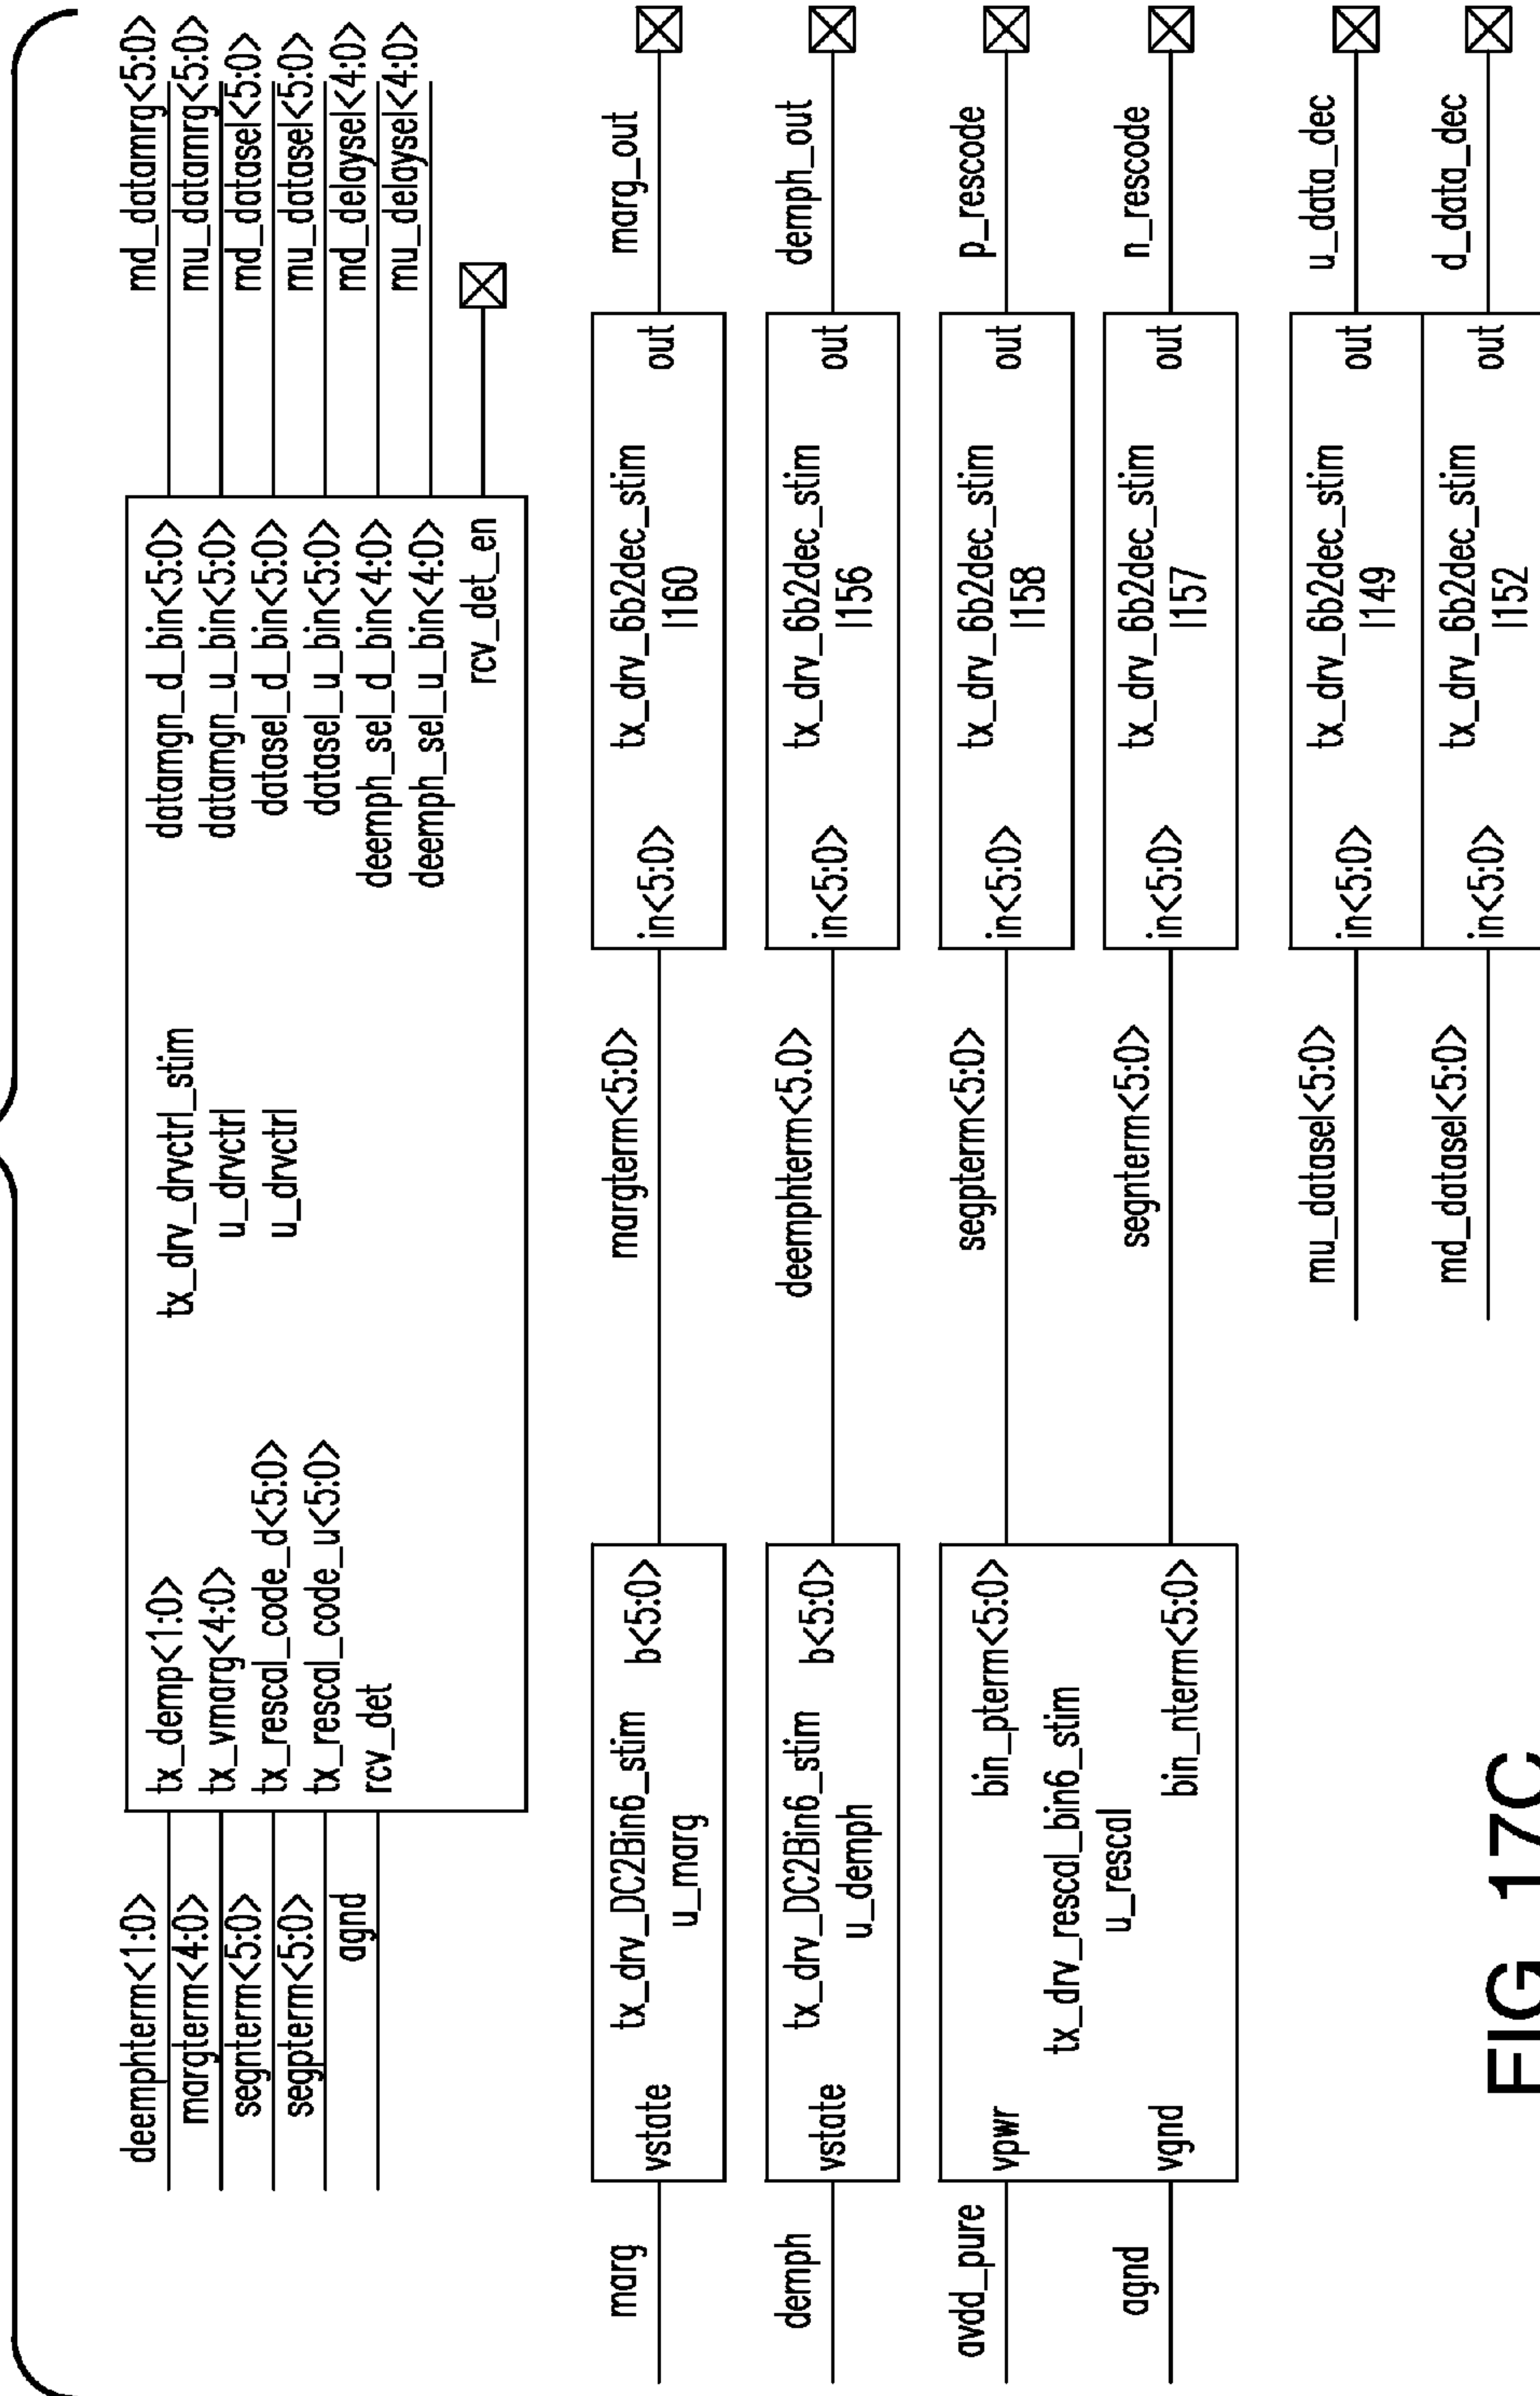 deemphterm<1:0>
margterm<4:0>
segnterm<5:0>
segpterm<5:0>
agnd
tx_demp<1:0>
tx_vmarg<4:0>
tx_rescal_code_d<5:0>
tx_rescal_code_u<5:0>
rcv_det
tx_drv_drvctrl_stim
u_drvctrl
u_drvctrl
datamgn_d_bin<5:0>
datamgn_u_bin<5:0>
datasel_d_bin<5:0>
datasel_u_bin<5:0>
deemph_sel_d_bin<4:0>
deemph_sel_u_bin<4:0>
rcv_det_en
md_datamrg<5:0>
mu_datamrg<5:0>
md_datasel<5:0>
mu_datasel<5:0>
md_delaysel<4:0>
mu_delaysel<4:0>
marg
vstate
tx_drv_DC2Bin6_stim
u_marg
b<5:0>
margterm<5:0>
in<5:0>
tx_drv_6b2dec_stim
I160
out
marg_out
demph
vstate
tx_drv_DC2Bin6_stim
u_demph
b<5:0>
deemphterm<5.0>
in<5:0>
tx_drv_6b2dec_stim
I156
out
demph_out
avdd_pure
vpwr
bin_pterm<5:0>
tx_drv_rescal_bin6_stim
u_rescal
segpterm<5:0>
in<5:0>
tx_drv_6b2dec_stim
I158
out
p_rescode
agnd
vgnd
bin_nterm<5:0>
segnterm<5:0>
in<5:0>
tx_drv_6b2dec_stim
I157
out
n_rescode
mu_datasel<5:0>
in<5:0>
tx_drv_6b2dec_stim
I149
out
u_data_dec
md_datasel<5:0>
in<5:0>
tx_drv_6b2dec_stim
I152
out
d_data_dec
FIG. 17C